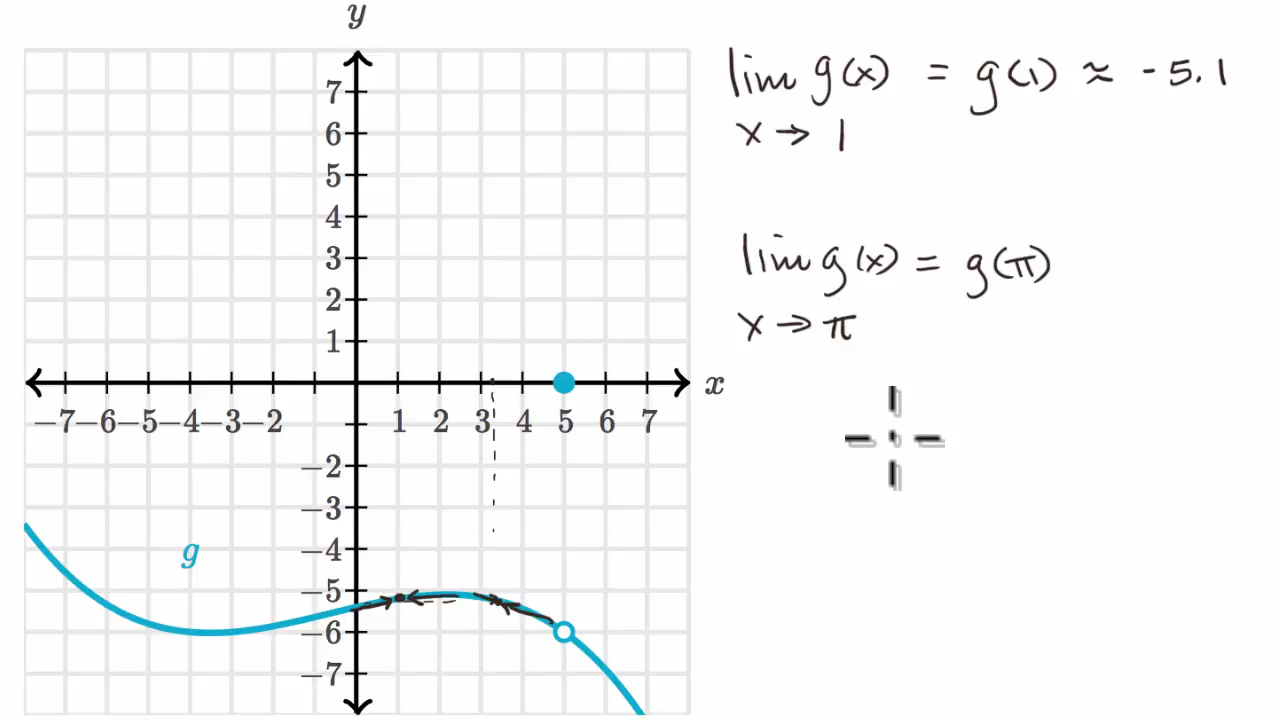 y
7
6
5
4
3
2
1
x
−7 −6 −5 −4 −3 −2 1 2 3 4 5 6 7
−2
−3
−4
−5
−6
−7
g
lim g(x) = g(1) ≈ -5.1
x → 1
lim g(x) = g(π)
x → π